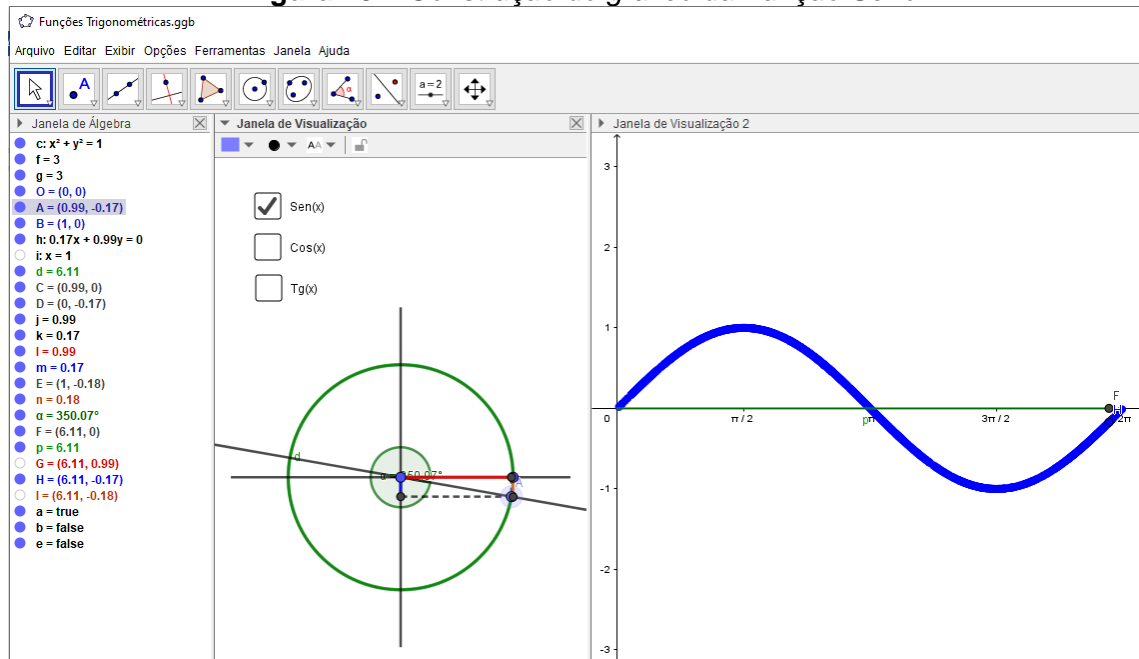 Funções Trigonométricas.ggb
Arquivo Editar Exibir Opções Ferramentas Janela Ajuda
A
α
a=2
Janela de Álgebra
c: x² + y² = 1
f = 3
g = 3
O = (0, 0)
A = (0.99, -0.17)
B = (1, 0)
h: 0.17x + 0.99y = 0
i: x = 1
d = 6.11
C = (0.99, 0)
D = (0, -0.17)
j = 0.99
k = 0.17
l = 0.99
m = 0.17
E = (1, -0.18)
n = 0.18
α = 350.07°
F = (6.11, 0)
p = 6.11
G = (6.11, 0.99)
H = (6.11, -0.17)
I = (6.11, -0.18)
a = true
b = false
e = false
Janela de Visualização
AA
Sen(x)
Cos(x)
Tg(x)
d
A
Janela de Visualização 2
3
2
1
0
-1
-2
-3
π / 2
p
π
3π / 2
2π
F
H